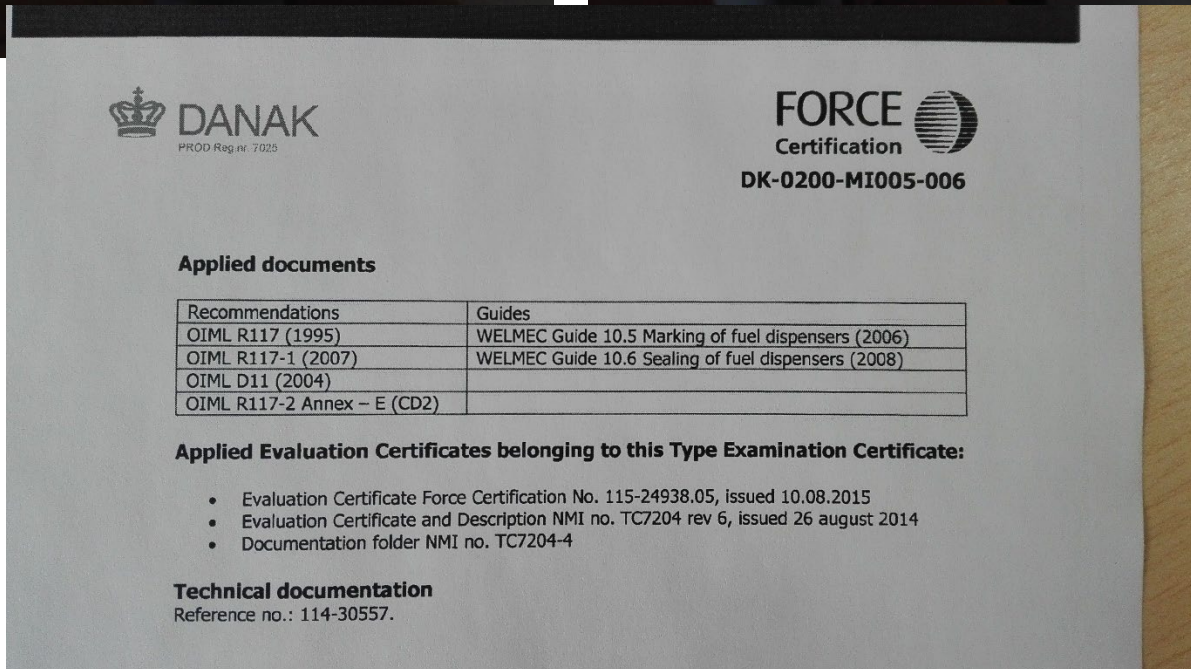 DANAK
PROD Reg.nr. 7025
FORCE
Certification
DK-0200-MI005-006
Applied documents
Recommendations Guides
OIML R117 (1995) WELMEC Guide 10.5 Marking of fuel dispensers (2006)
OIML R117-1 (2007) WELMEC Guide 10.6 Sealing of fuel dispensers (2008)
OIML D11 (2004)
OIML R117-2 Annex – E (CD2)
Applied Evaluation Certificates belonging to this Type Examination Certificate:
• Evaluation Certificate Force Certification No. 115-24938.05, issued 10.08.2015
• Evaluation Certificate and Description NMI no. TC7204 rev 6, issued 26 august 2014
• Documentation folder NMI no. TC7204-4
Technical documentation
Reference no.: 114-30557.